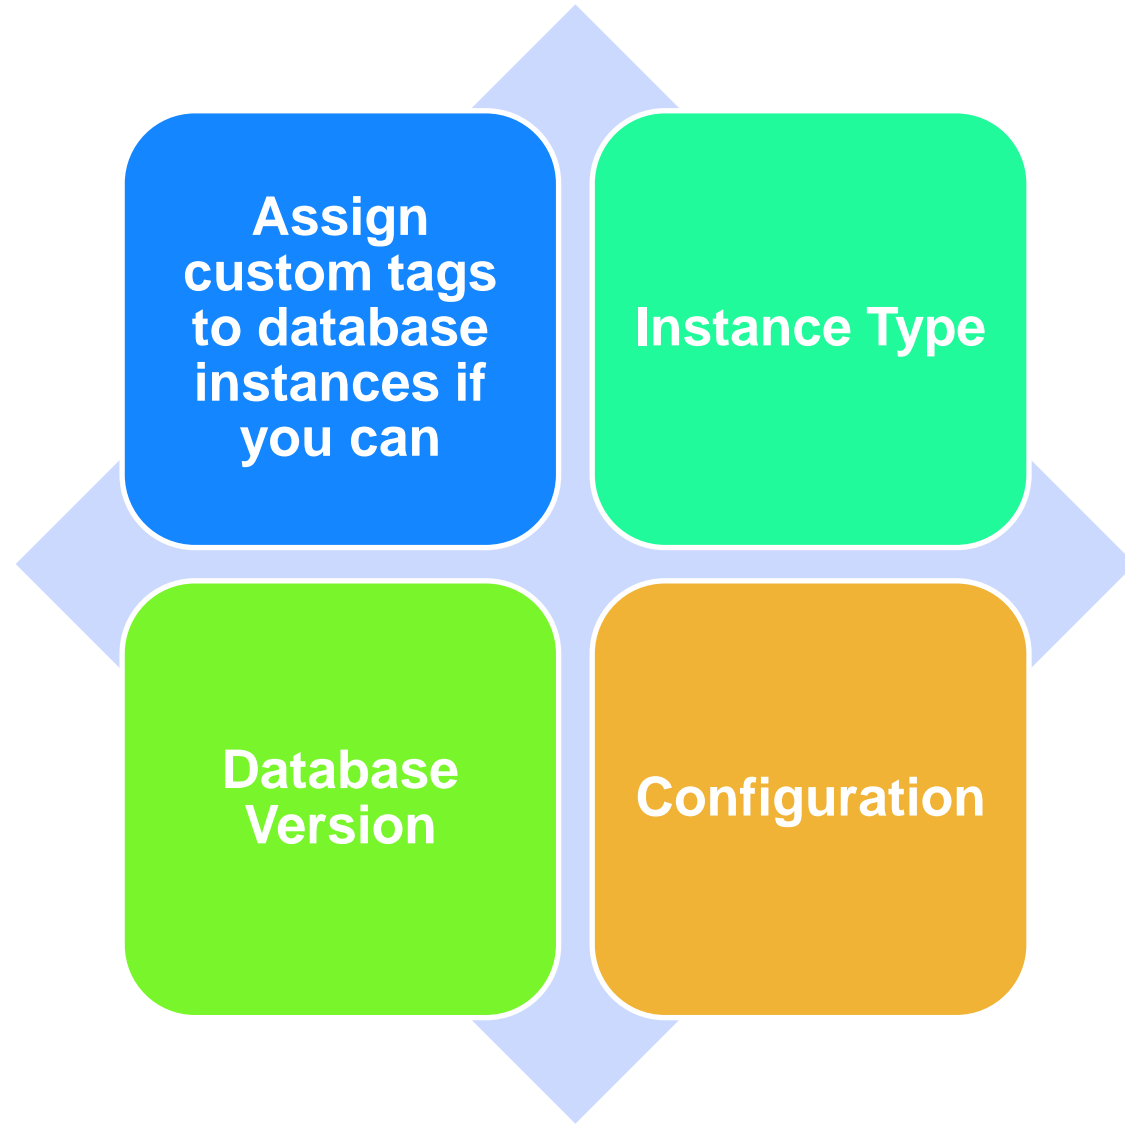 Assign
custom tags
to database
instances if
you can
Instance Type
Database
Version
Configuration